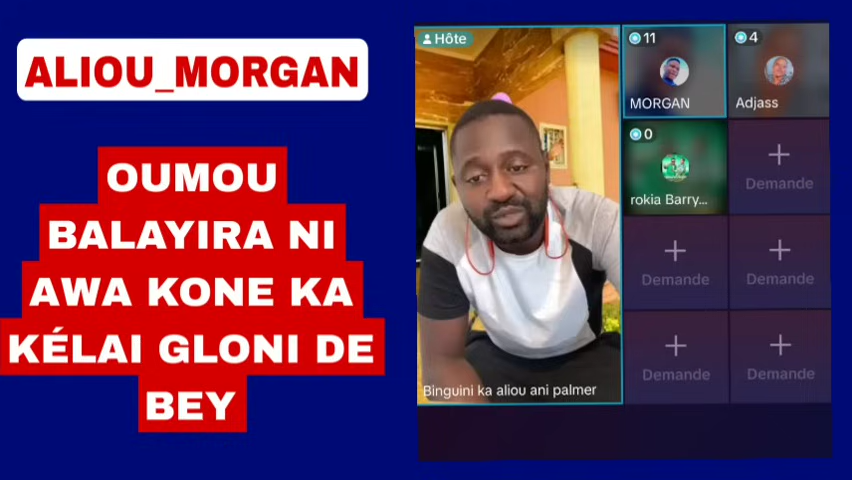 ALIOU_MORGAN
OUMOU
BALAYIRA NI
AWA KONE KA
KÉLAI GLONI DE
BEY
Hôte
Binguini ka aliou ani palmer
11
MORGAN
4
Adjass
0
rokia Barry...
Demande
Demande
Demande
Demande
Demande